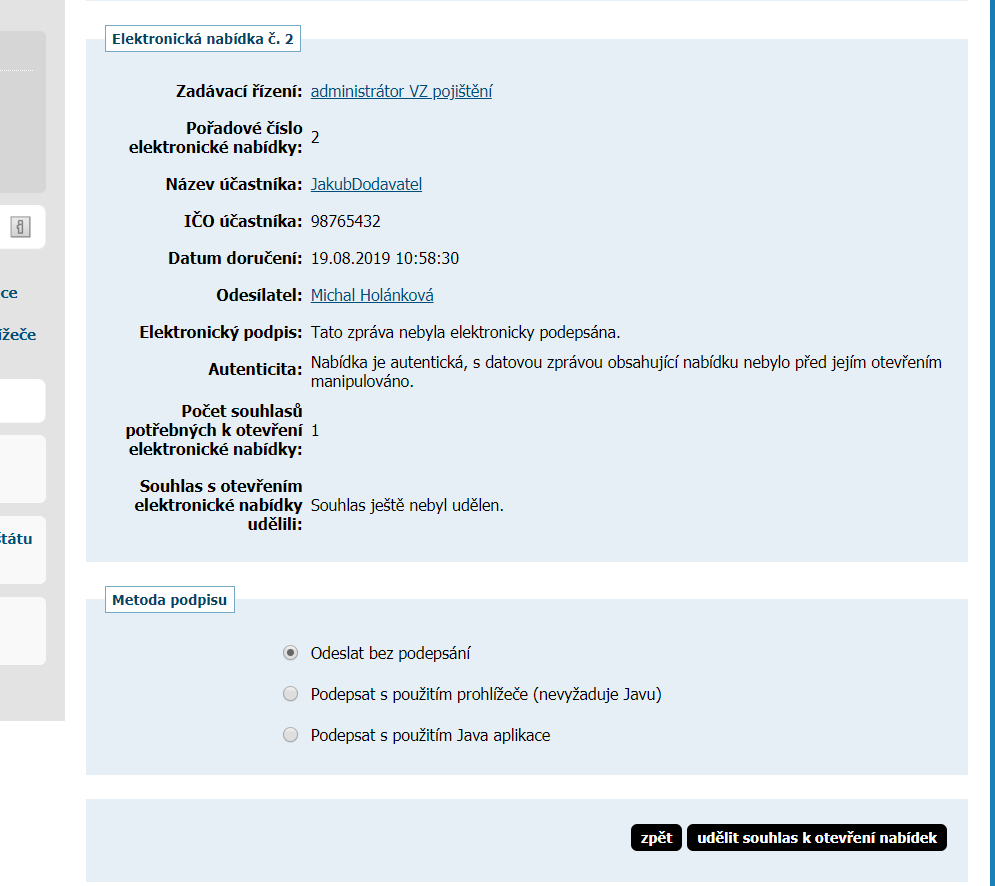 Elektronická nabídka č. 2
Zadávací řízení: administrátor VZ pojištění
Pořadové číslo
elektronické nabídky: 2
Název účastníka: JakubDodavatel
IČO účastníka: 98765432
Datum doručení: 19.08.2019 10:58:30
Odesílatel: Michal Holánková
Elektronický podpis: Tato zpráva nebyla elektronicky podepsána.
Autenticita: Nabídka je autentická, s datovou zprávou obsahující nabídku nebylo před jejím otevřením
manipulováno.
Počet souhlasů
potřebných k otevření
elektronické nabídky: 1
Souhlas s otevřením
elektronické nabídky
udělili: Souhlas ještě nebyl udělen.
Metoda podpisu
Odeslat bez podepsání
Podepsat s použitím prohlížeče (nevyžaduje Javu)
Podepsat s použitím Java aplikace
zpět udělit souhlas k otevření nabídek